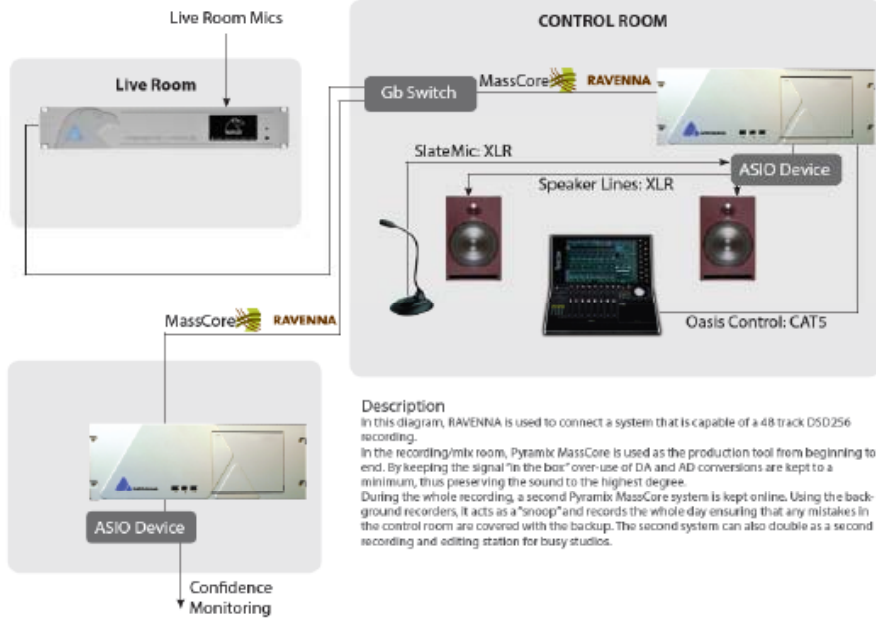 Live Room Mics
CONTROL ROOM
Live Room
Gb Switch
MassCore RAVENNA
SlateMic: XLR
ASIO Device
Speaker Lines: XLR
Oasis Control: CAT5
MassCore RAVENNA
ASIO Device
Confidence
Monitoring
Description
In this diagram, RAVENNA is used to connect a system that is capable of a 48 track DSD256
recording.
In the recording/mix room, Pyramix MassCore is used as the production tool from beginning to
end. By keeping the signal "in the box" over-use of DA and AD conversions are kept to a
minimum, thus preserving the sound to the highest degree.
During the whole recording, a second Pyramix MassCore system is kept online. Using the back-
ground recorders, it acts as a "snoop" and records the whole day ensuring that any mistakes in
the control room are covered with the backup. The second system can also double as a second
recording and editing station for busy studios.